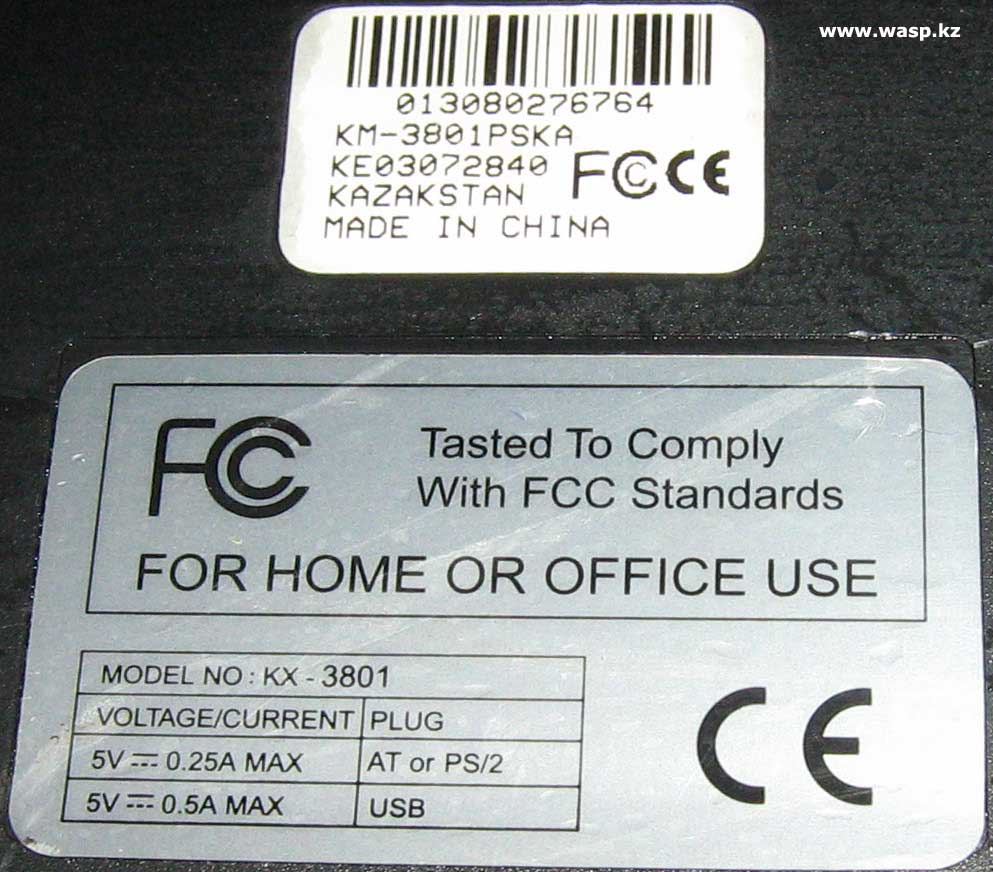 www.wasp.kz
013080276764
KM-3801PSKA
KE03072840
KAZAKSTAN
FCC CE
MADE IN CHINA
FCC
Tasted To Comply
With FCC Standards
FOR HOME OR OFFICE USE
MODEL NO : KX - 3801
VOLTAGE/CURRENT PLUG
5V ⎓ 0.25A MAX AT or PS/2
5V ⎓ 0.5A MAX USB
CE